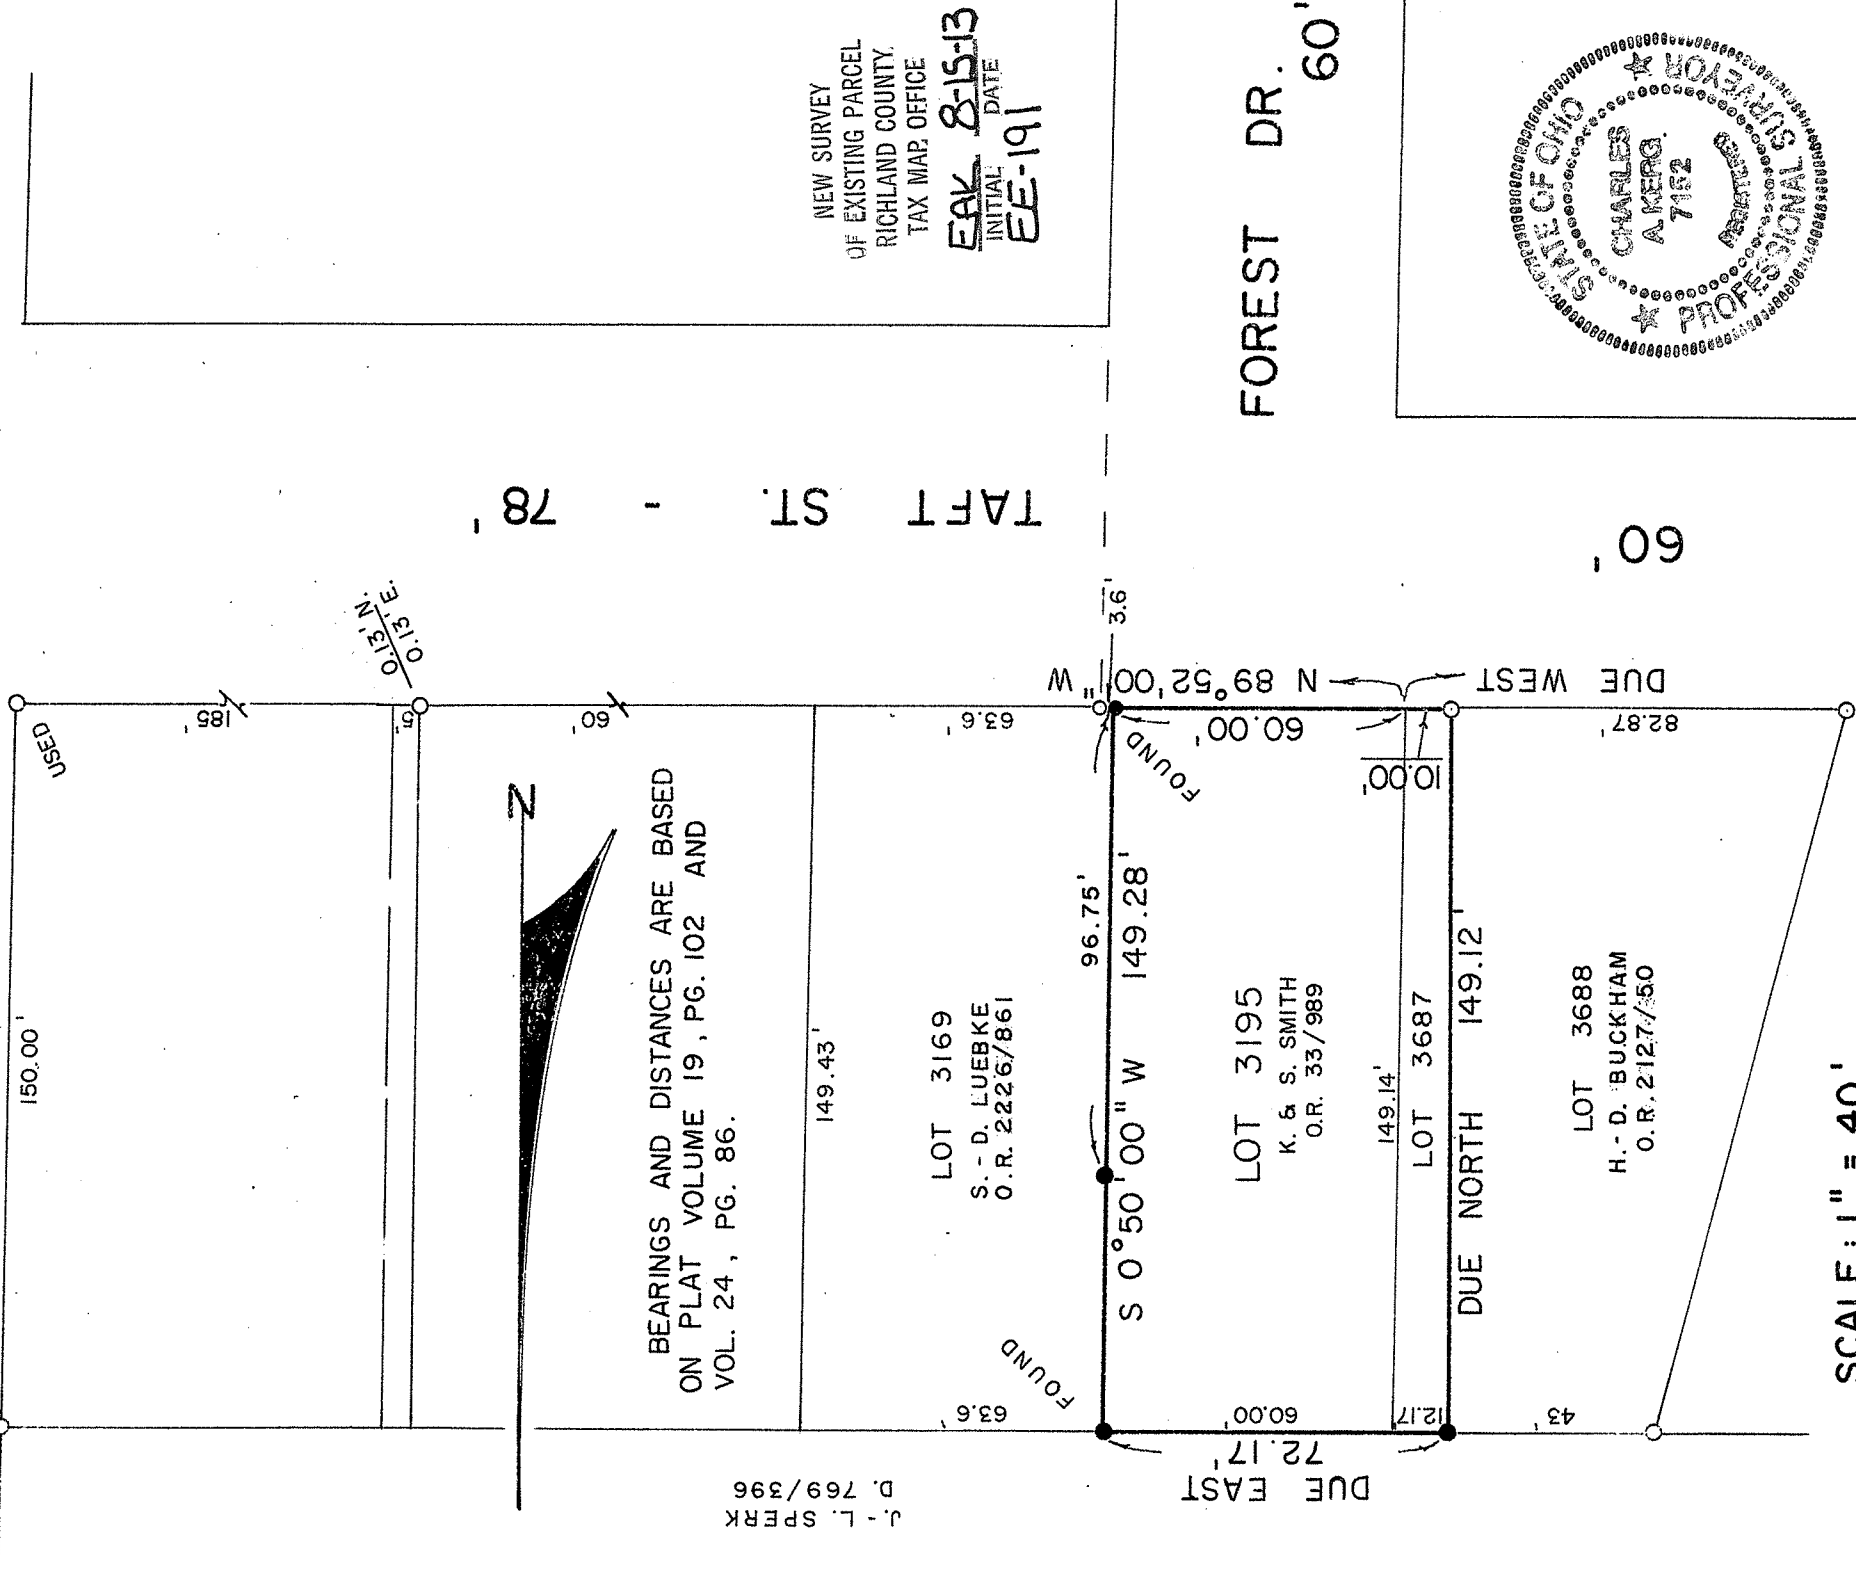 NEW SURVEY
OF EXISTING PARCEL
RICHLAND COUNTY
TAX MAP OFFICE
EAK 8-15-13
INITIAL DATE
EE-191
FOREST DR.
60'
STATE OF OHIO
CHARLES
A. KERG.
7152
REGISTERED
PROFESSIONAL SURVEYOR
TAFT ST. - 78'
60'
0.13' N.
0.13' E.
3.6'
N 89°52'00" W
DUE WEST
USED
185'
5'
60'
63.6'
60.00'
10.00'
82.87'
FOUND
N
BEARINGS AND DISTANCES ARE BASED
ON PLAT VOLUME 19, PG. 102 AND
VOL. 24, PG. 86.
150.00'
149.43'
LOT 3169
S.-D. LUEBKE
O.R. 2226/861
96.75'
S 0°50'00" W 149.28'
LOT 3195
K. & S. SMITH
O.R. 33/989
149.14'
LOT 3687
DUE NORTH 149.12'
LOT 3688
H.-D. BUCKHAM
O.R. 2127/50
SCALE: 1" = 40'
FOUND
63.6'
60.00'
12.17'
43'
72.17'
DUE EAST
J.-L. SPERK
D. 769/396